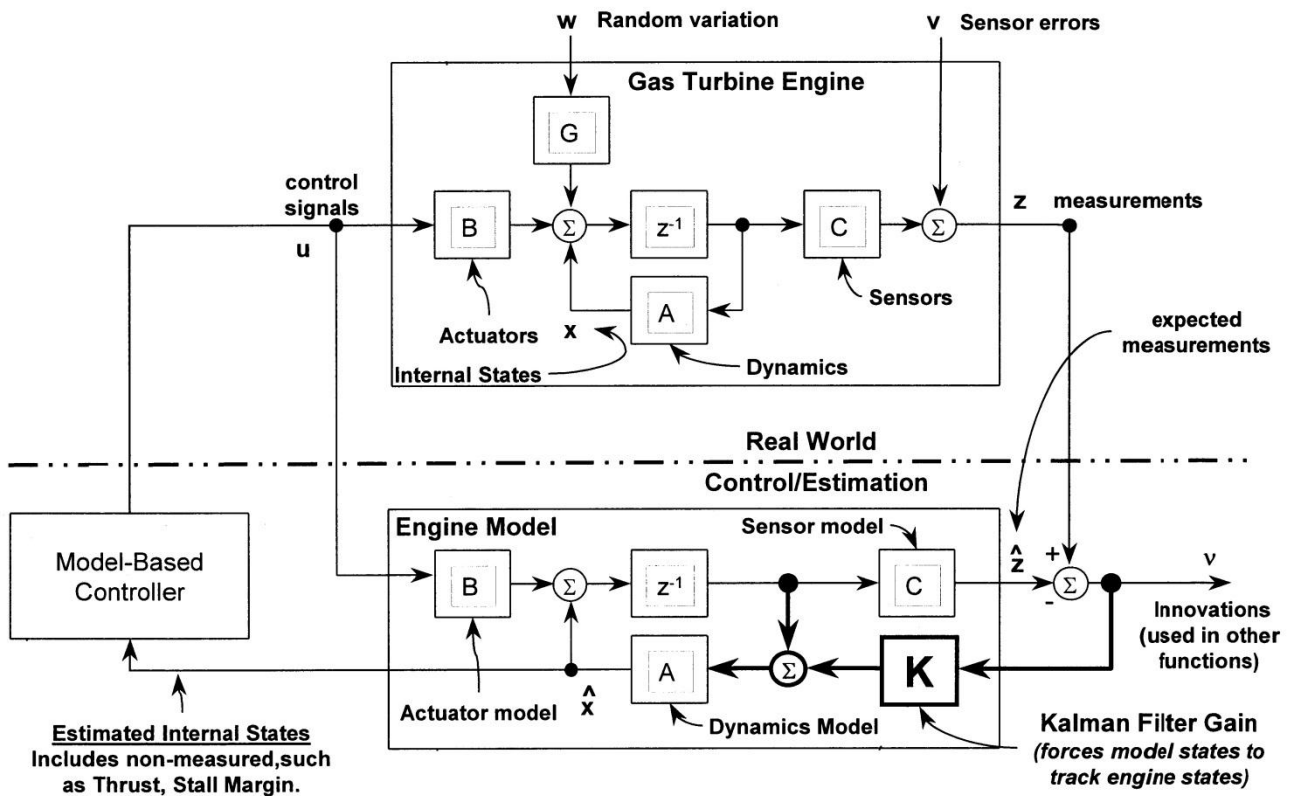 w Random variation
v Sensor errors
Gas Turbine Engine
G
control
signals
u
B
Σ
z⁻¹
C
Σ
z measurements
Sensors
A
Actuators
x
Internal States
Dynamics
expected
measurements
Real World
Control/Estimation
Engine Model
Sensor model
Model-Based
Controller
B
Σ
z⁻¹
C
ẑ
+
Σ
-
ν
Innovations
(used in other
functions)
A
Σ
K
x̂
Actuator model
Dynamics Model
Kalman Filter Gain
(forces model states to
track engine states)
Estimated Internal States
Includes non-measured,such
as Thrust, Stall Margin.